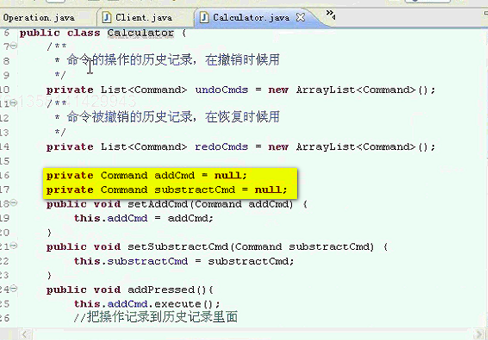 Operation.java
Client.java
Calculator.java
6 public class Calculator {
7 /**
8 * 命令的操作的历史记录，在撤销时候用
9 */
10 private List<Command> undoCmds = new ArrayList<Command>();
11 /**
12 * 命令被撤销的历史记录，在恢复时候用
13 */
14 private List<Command> redoCmds = new ArrayList<Command>();
15
16 private Command addCmd = null;
17 private Command substractCmd = null;
18 public void setAddCmd(Command addCmd) {
19 this.addCmd = addCmd;
20 }
21 public void setSubstractCmd(Command substractCmd) {
22 this.substractCmd = substractCmd;
23 }
24 public void addPressed(){
25 this.addCmd.execute();
26 //把操作记录到历史记录里面